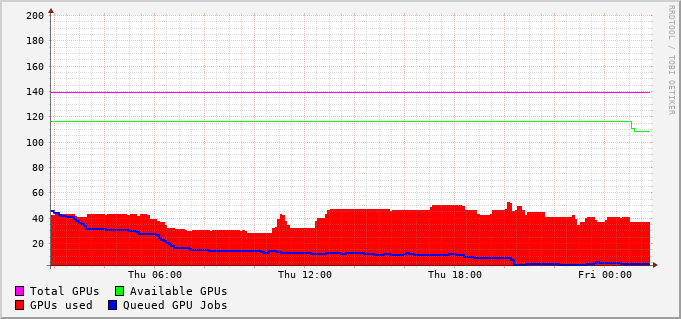 200
180
160
140
120
100
80
60
40
20
Thu 06:00 Thu 12:00 Thu 18:00 Fri 00:00
Total GPUs Available GPUs
GPUs used Queued GPU Jobs
RRDTOOL / TOBI OETIKER